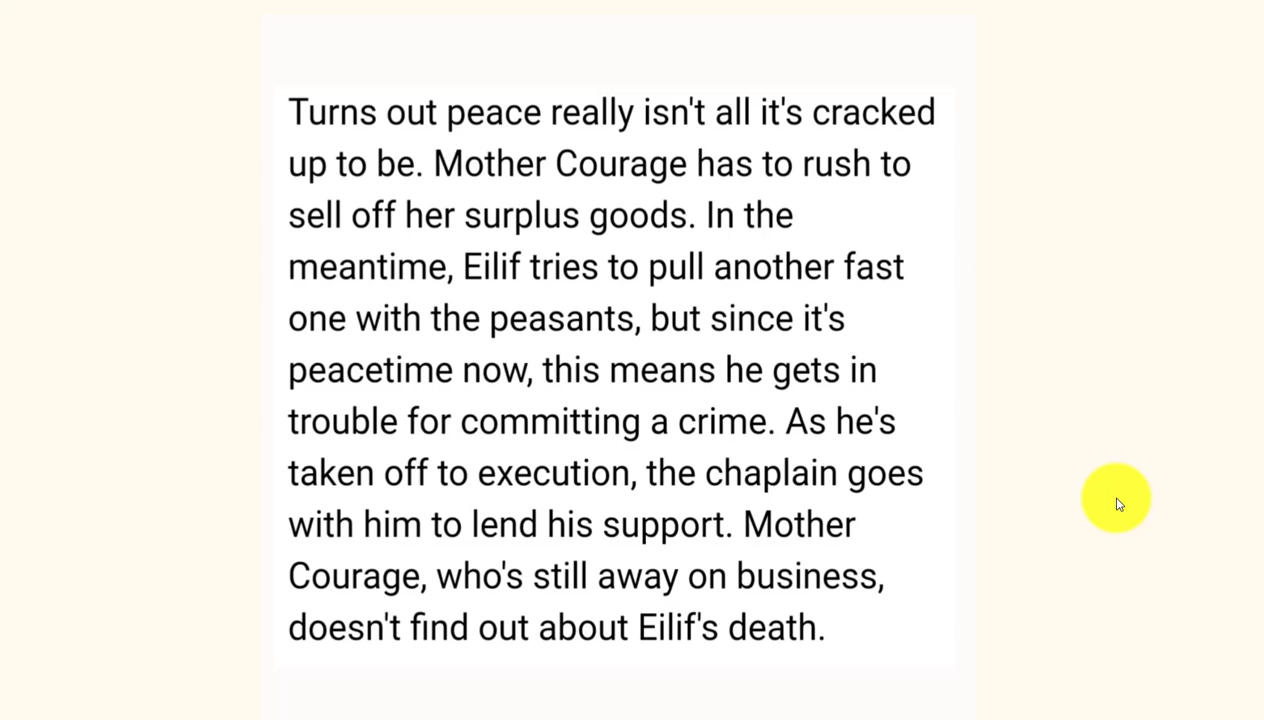 Turns out peace really isn't all it's cracked
up to be. Mother Courage has to rush to
sell off her surplus goods. In the
meantime, Eilif tries to pull another fast
one with the peasants, but since it's
peacetime now, this means he gets in
trouble for committing a crime. As he's
taken off to execution, the chaplain goes
with him to lend his support. Mother
Courage, who's still away on business,
doesn't find out about Eilif's death.